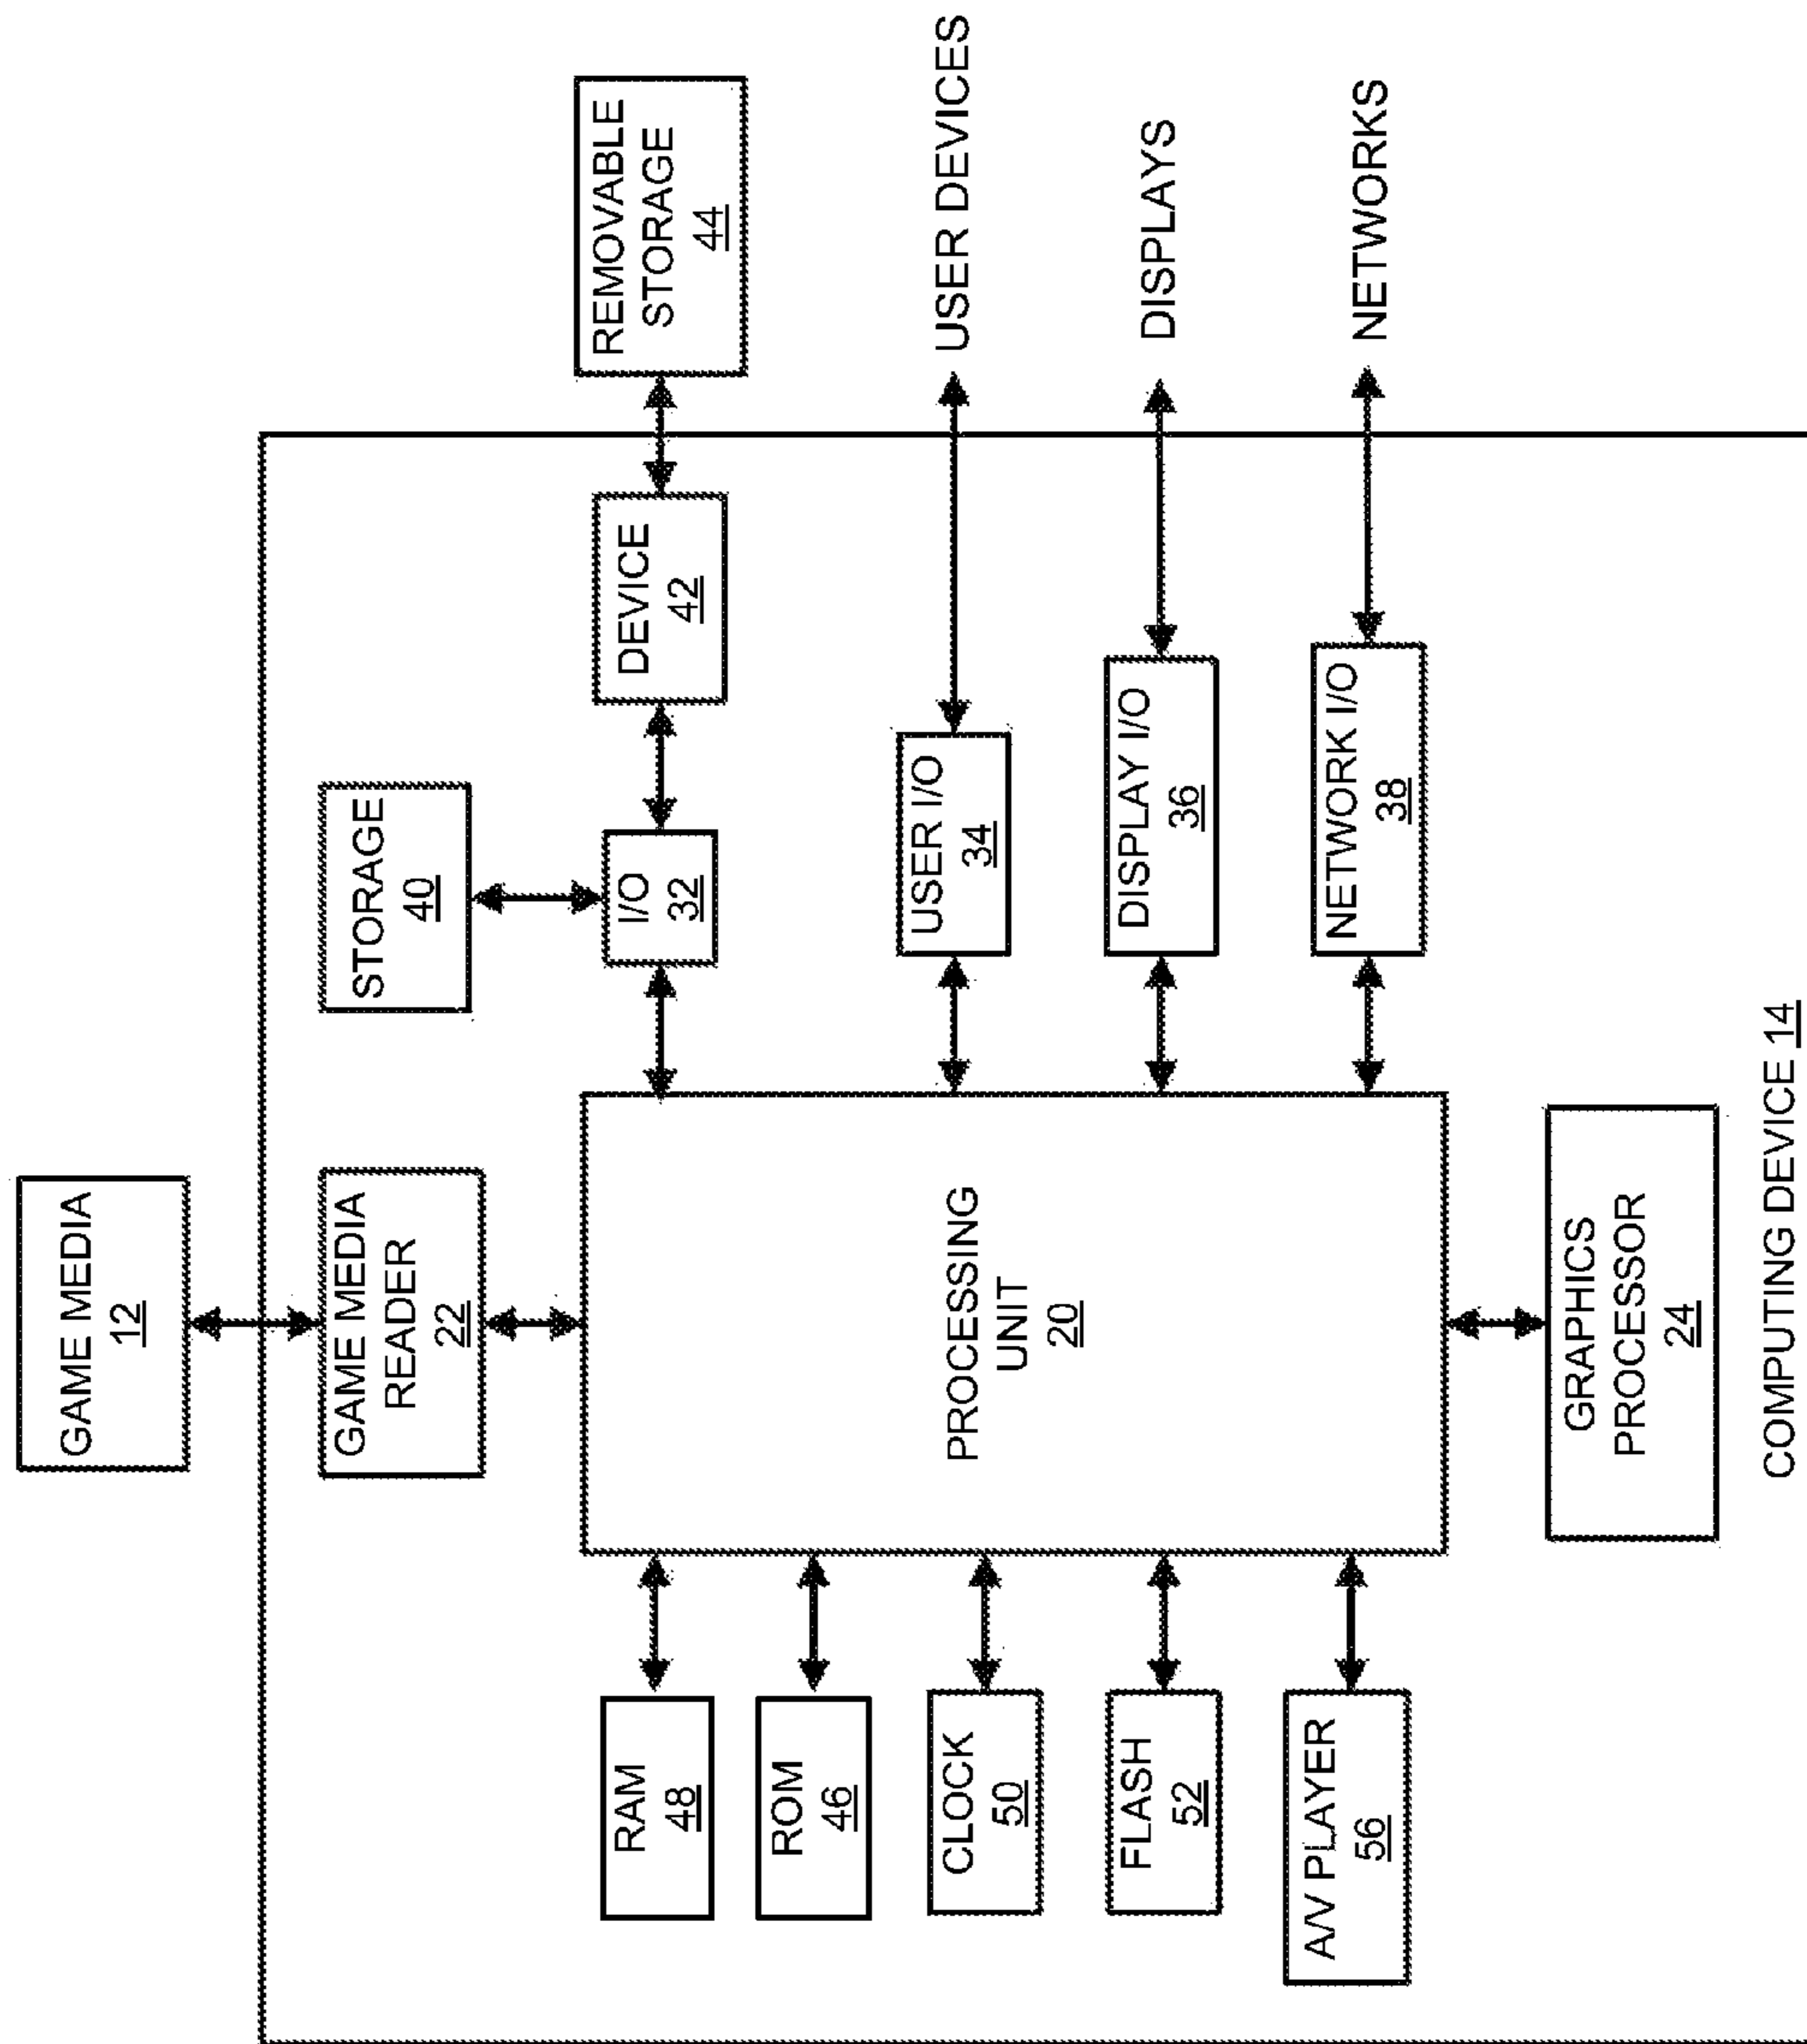 GAME MEDIA
12
GAME MEDIA
READER
22
STORAGE
40
RAM
48
ROM
46
CLOCK
50
FLASH
52
A/V PLAYER
56
PROCESSING
UNIT
20
I/O
32
DEVICE
42
REMOVABLE
STORAGE
44
USER I/O
34
USER DEVICES
DISPLAY I/O
36
DISPLAYS
NETWORK I/O
38
NETWORKS
GRAPHICS
PROCESSOR
24
COMPUTING DEVICE 14